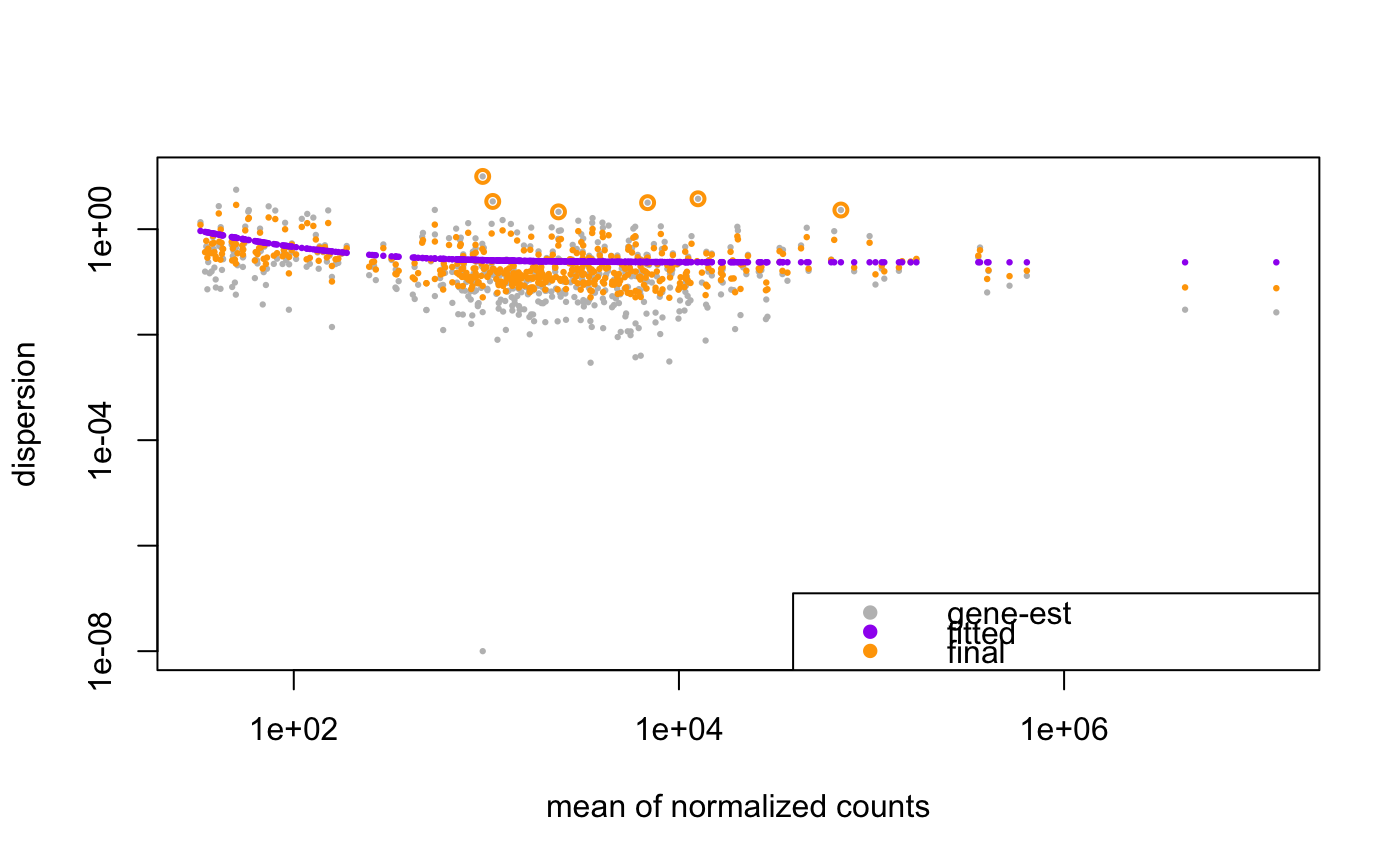 dispersion
1e+00
1e-04
1e-08
gene-est
fitted
final
1e+02
1e+04
1e+06
mean of normalized counts